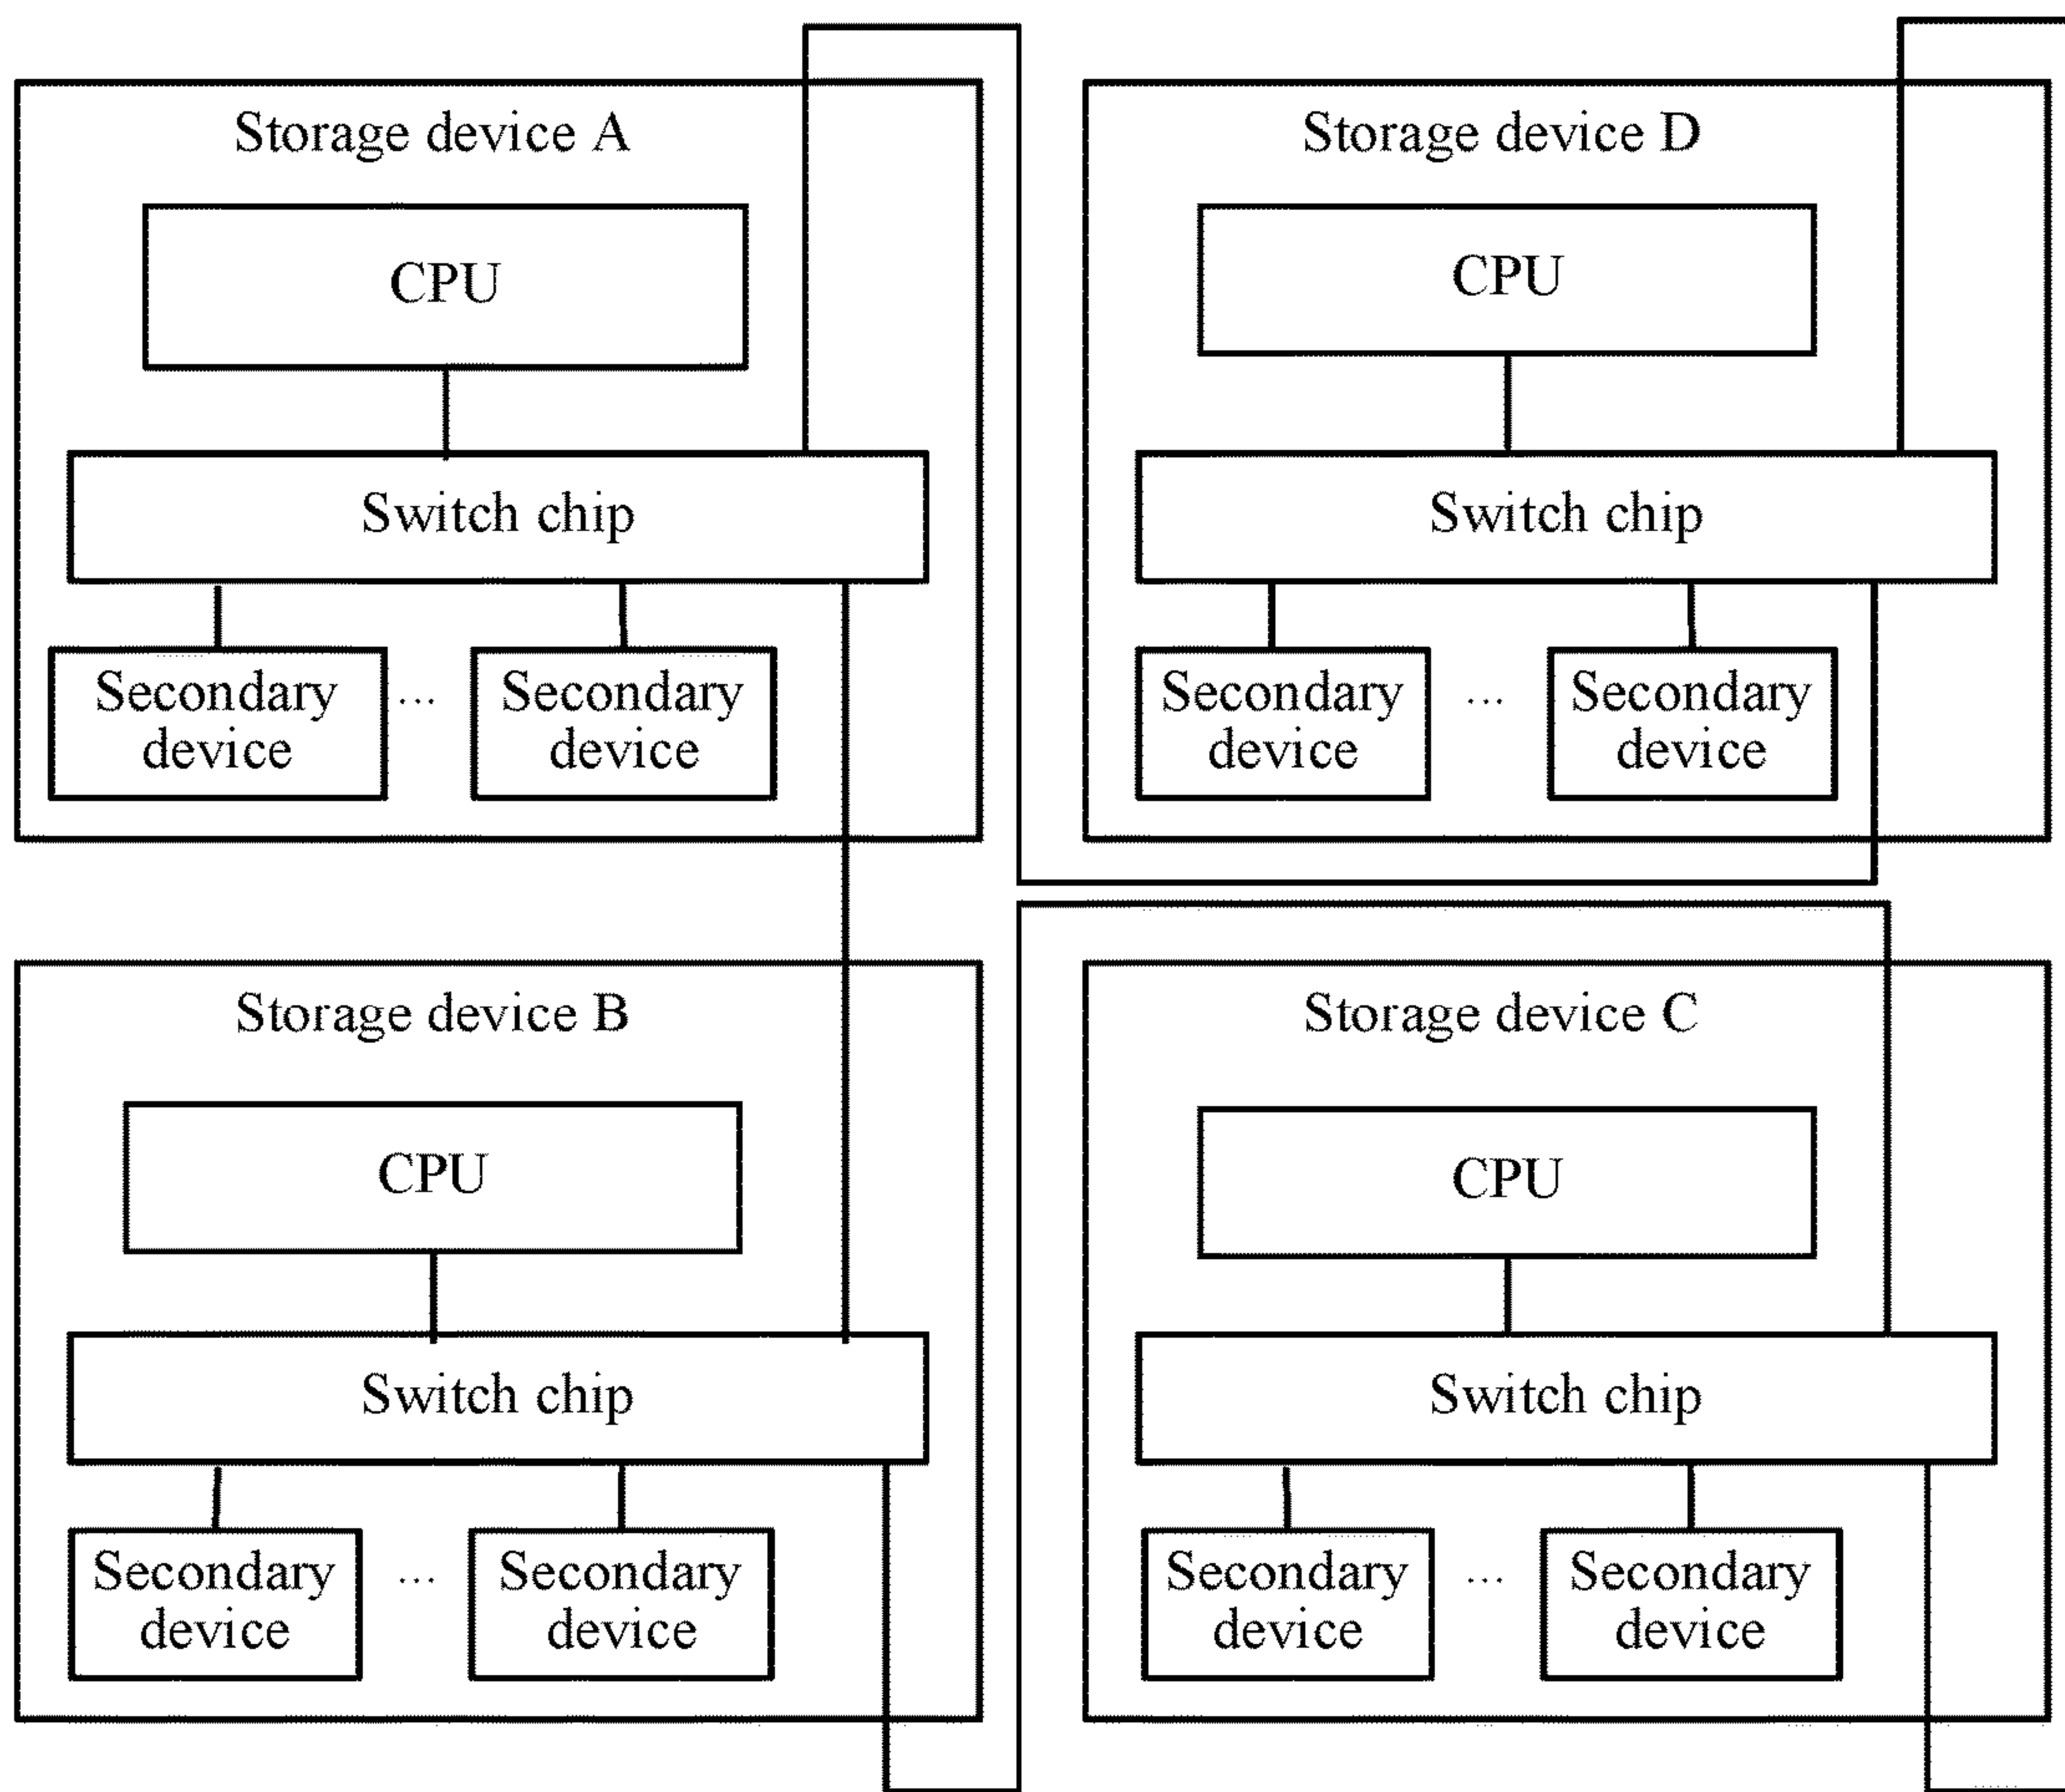 Storage device A
CPU
Switch chip
Secondary
device
...
Secondary
device
Storage device D
CPU
Switch chip
Secondary
device
...
Secondary
device
Storage device B
CPU
Switch chip
Secondary
device
...
Secondary
device
Storage device C
CPU
Switch chip
Secondary
device
...
Secondary
device